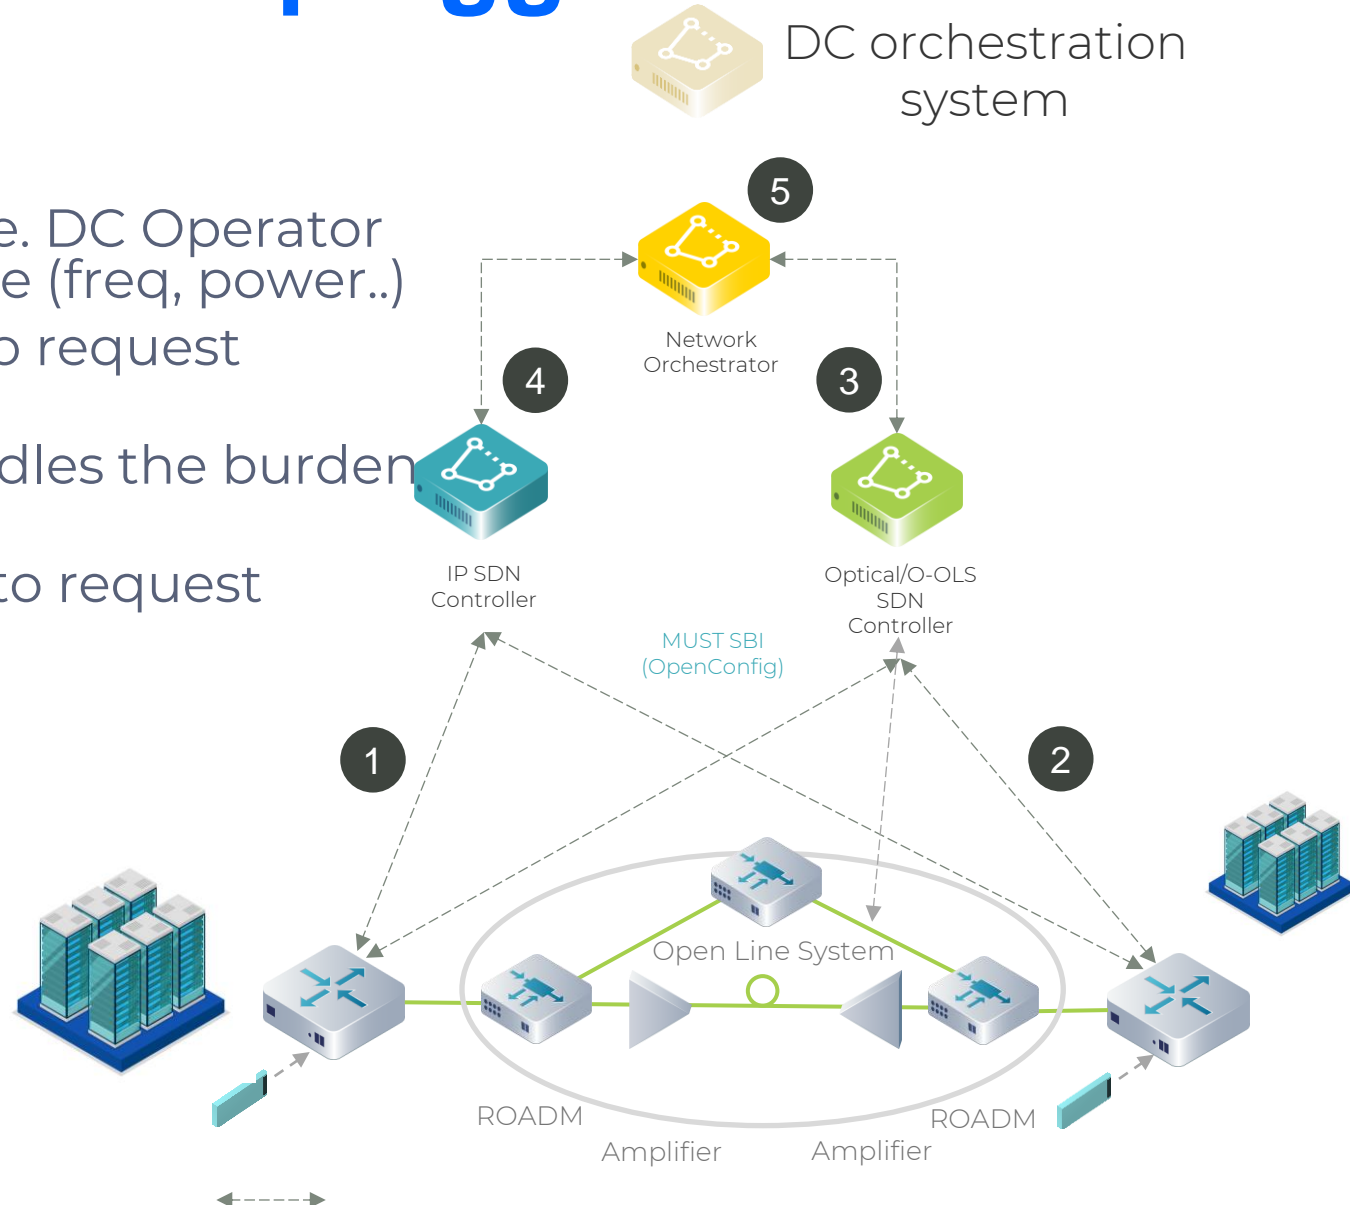 DC orchestration
system
5
e. DC Operator
e (freq, power..)
o request
dles the burden
to request
Network
Orchestrator
4
3
IP SDN
Controller
Optical/O-OLS
SDN
Controller
MUST SBI
(OpenConfig)
1
2
Open Line System
ROADM
ROADM
Amplifier
Amplifier